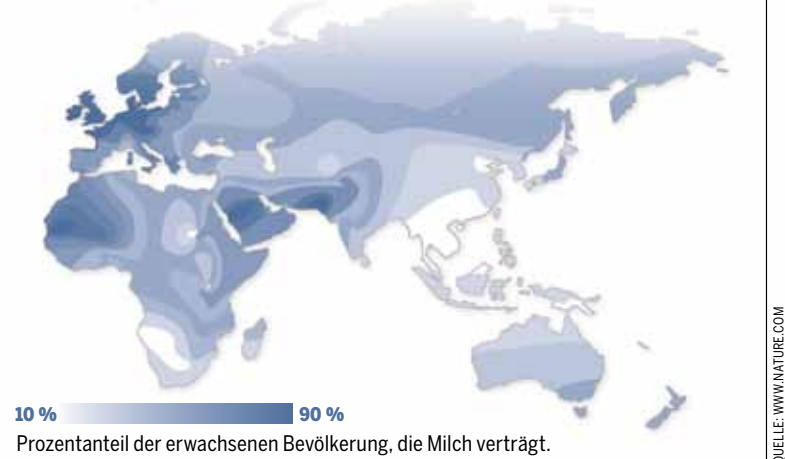 10 % 90 %
Prozentanteil der erwachsenen Bevölkerung, die Milch verträgt.
QUELLE: WWW.NATURE.COM